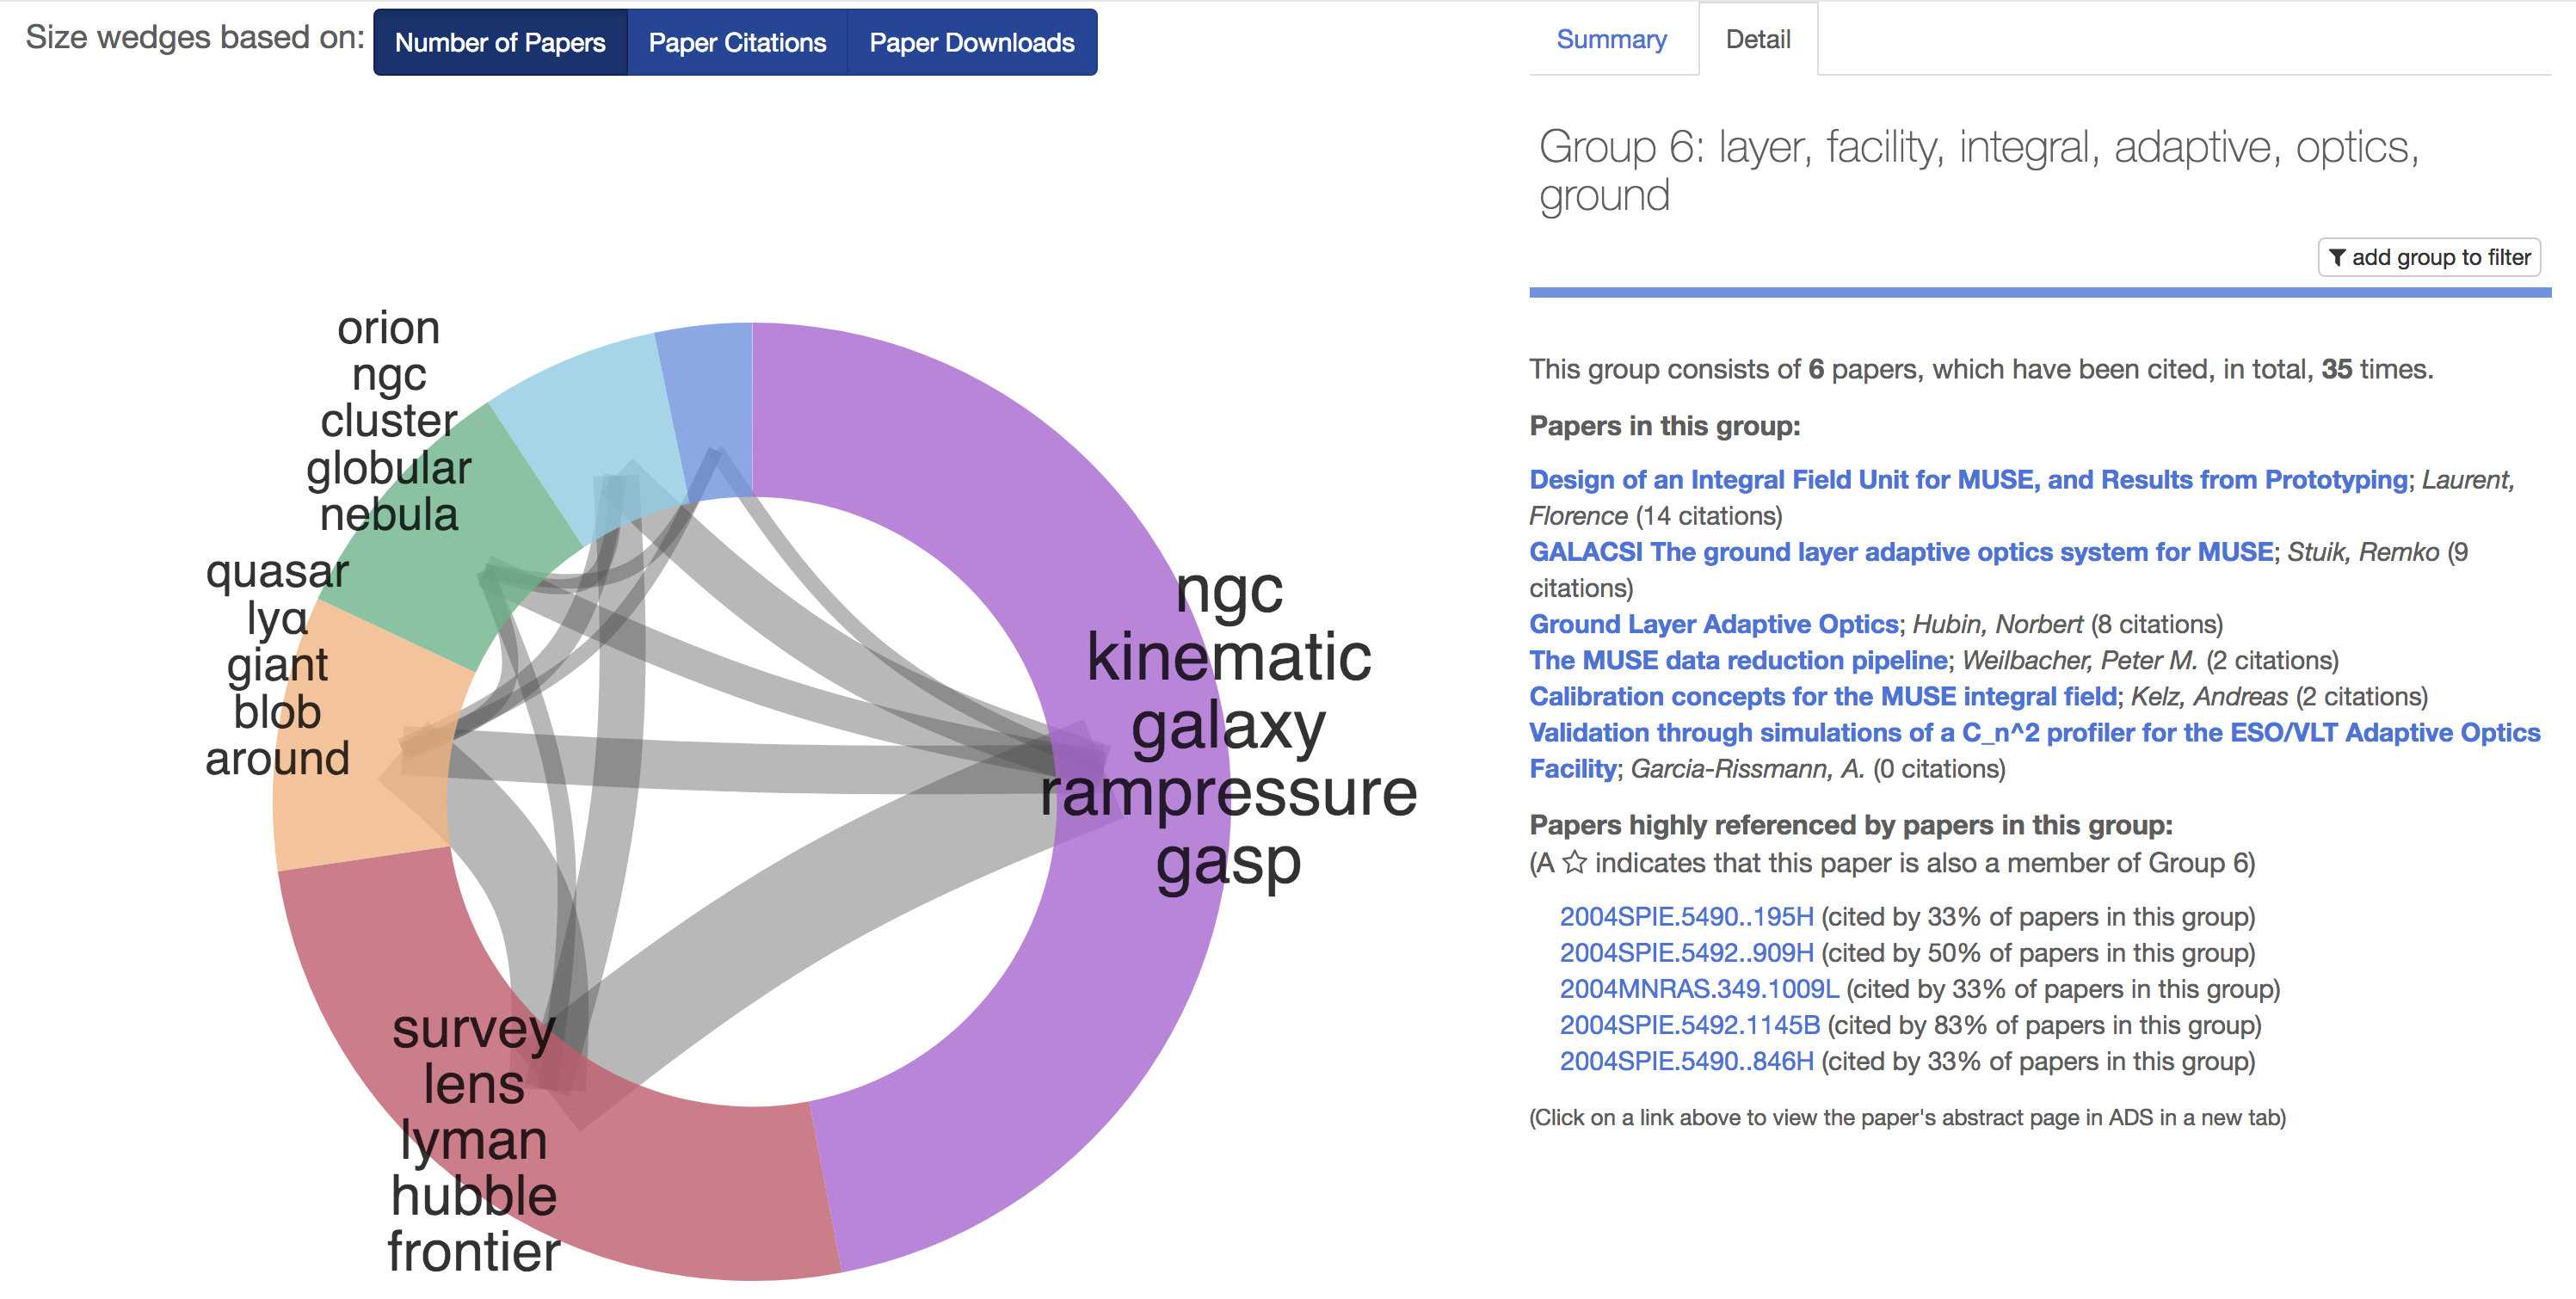 Size wedges based on: Number of Papers Paper Citations Paper Downloads
orion
ngc
cluster
globular
nebula
quasar
lyα
giant
blob
around
ngc
kinematic
galaxy
rampressure
gasp
survey
lens
lyman
hubble
frontier
Summary Detail
Group 6: layer, facility, integral, adaptive, optics,
ground
add group to filter
This group consists of 6 papers, which have been cited, in total, 35 times.
Papers in this group:
Design of an Integral Field Unit for MUSE, and Results from Prototyping; Laurent,
Florence (14 citations)
GALACSI The ground layer adaptive optics system for MUSE; Stuik, Remko (9
citations)
Ground Layer Adaptive Optics; Hubin, Norbert (8 citations)
The MUSE data reduction pipeline; Weilbacher, Peter M. (2 citations)
Calibration concepts for the MUSE integral field; Kelz, Andreas (2 citations)
Validation through simulations of a C_n^2 profiler for the ESO/VLT Adaptive Optics
Facility; Garcia-Rissmann, A. (0 citations)
Papers highly referenced by papers in this group:
(A ☆ indicates that this paper is also a member of Group 6)
2004SPIE.5490..195H (cited by 33% of papers in this group)
2004SPIE.5492..909H (cited by 50% of papers in this group)
2004MNRAS.349.1009L (cited by 33% of papers in this group)
2004SPIE.5492.1145B (cited by 83% of papers in this group)
2004SPIE.5490..846H (cited by 33% of papers in this group)
(Click on a link above to view the paper's abstract page in ADS in a new tab)